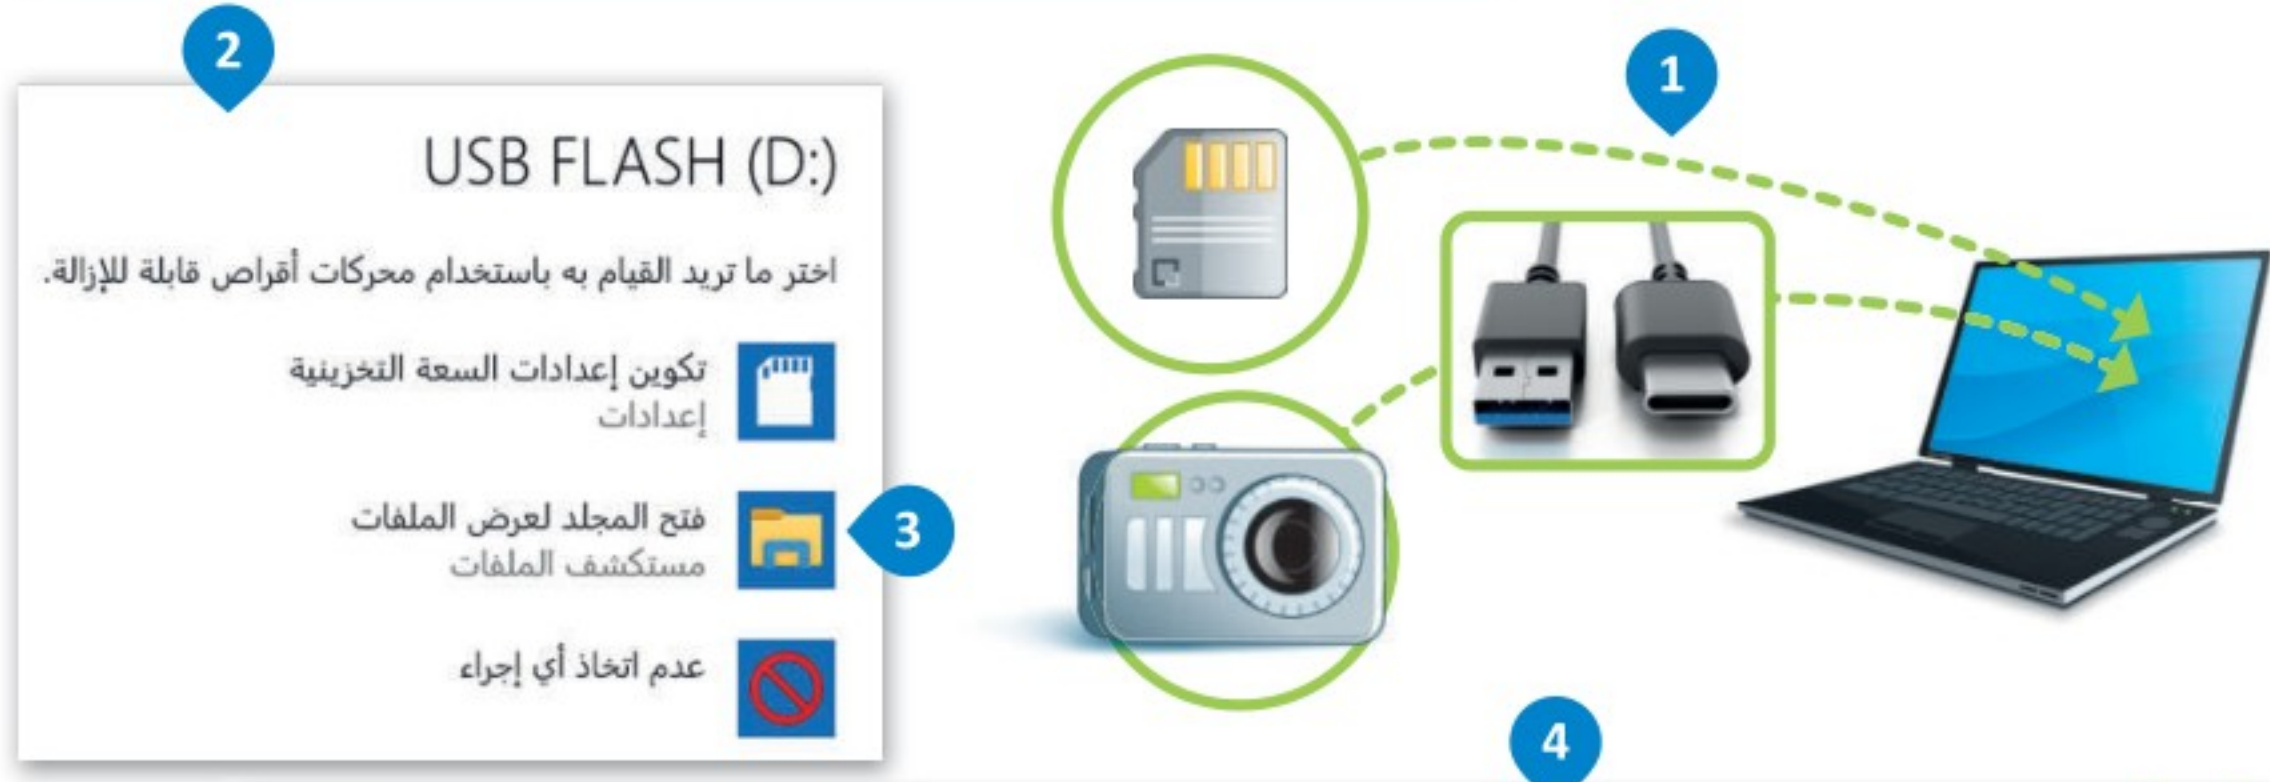 2
USB FLASH (D:)
اختر ما تريد القيام به باستخدام محركات أقراص قابلة للإزالة.
تكوين إعدادات السعة التخزينية
إعدادات
فتح المجلد لعرض الملفات
مستكشف الملفات
3
عدم اتخاذ أي إجراء
1
4